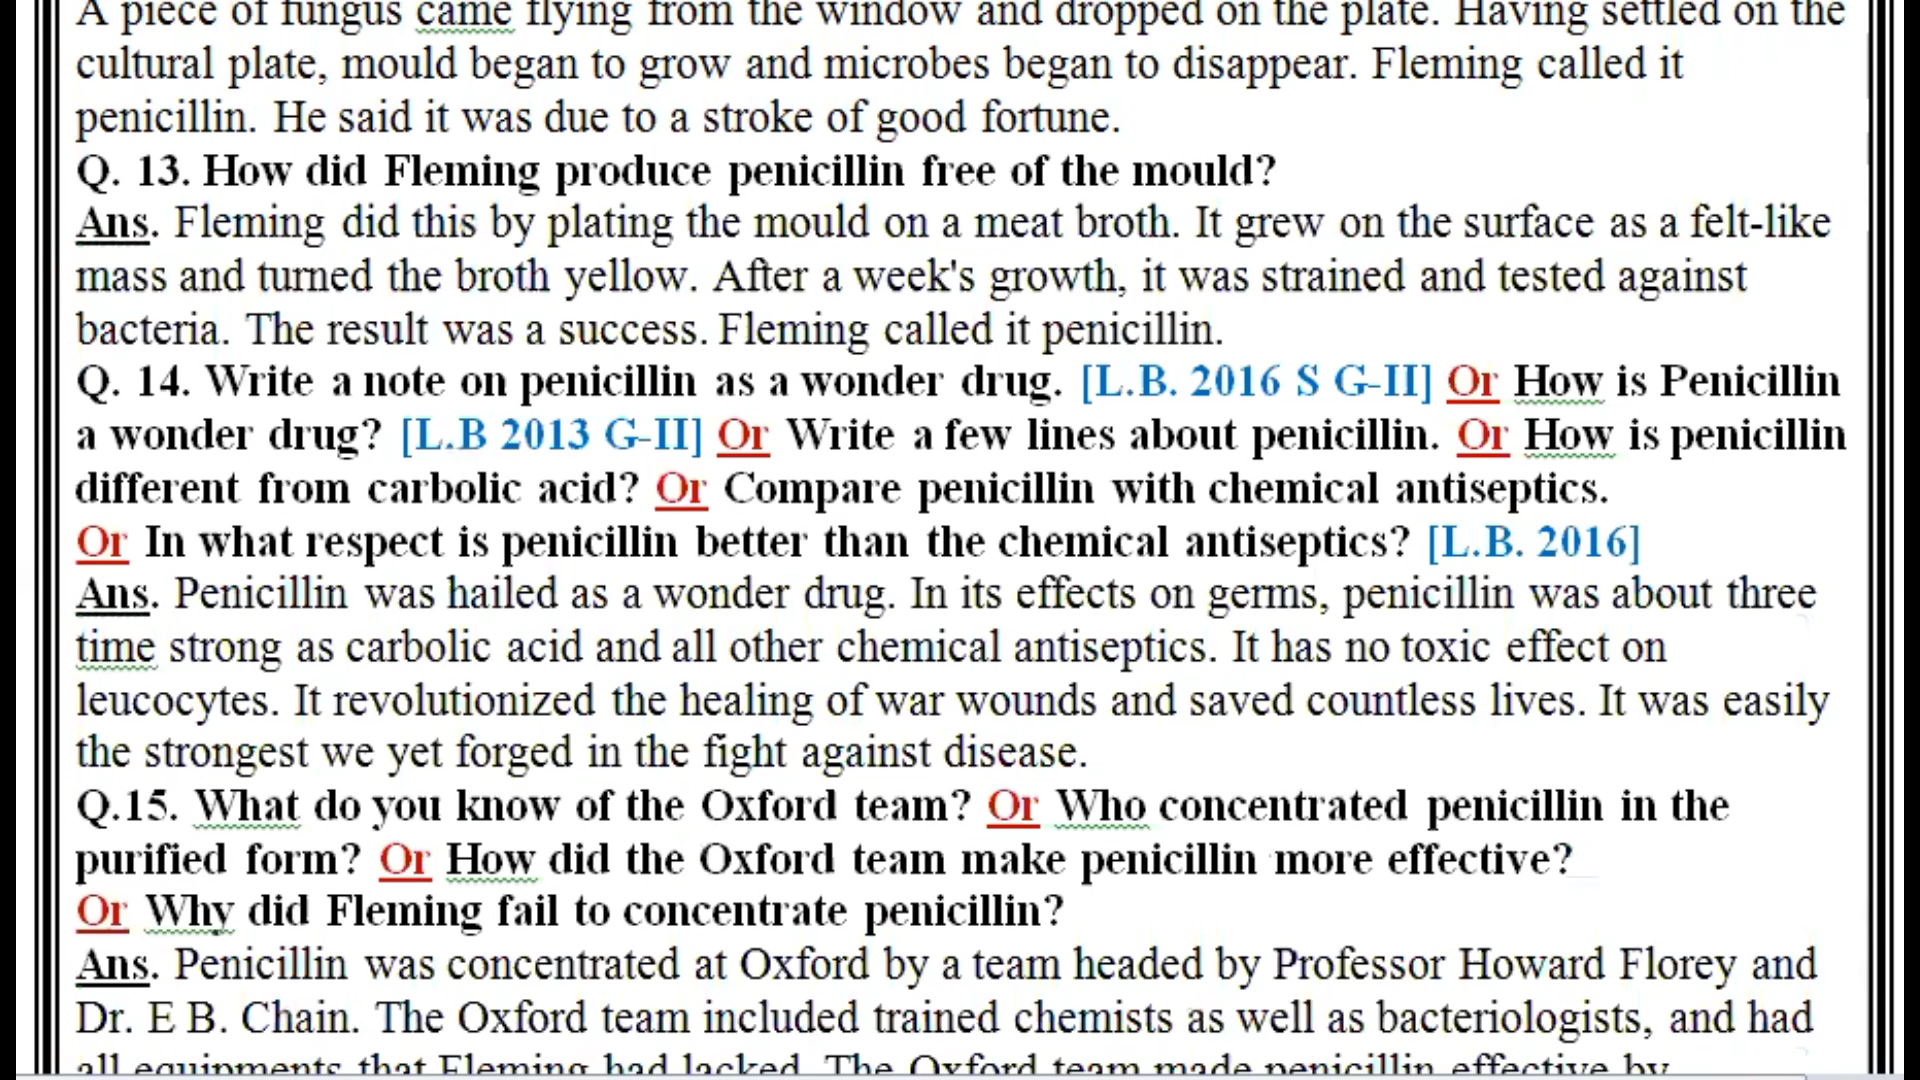 A piece of fungus came flying from the window and dropped on the plate. Having settled on the
cultural plate, mould began to grow and microbes began to disappear. Fleming called it
penicillin. He said it was due to a stroke of good fortune.
Q. 13. How did Fleming produce penicillin free of the mould?
Ans. Fleming did this by plating the mould on a meat broth. It grew on the surface as a felt-like
mass and turned the broth yellow. After a week's growth, it was strained and tested against
bacteria. The result was a success. Fleming called it penicillin.
Q. 14. Write a note on penicillin as a wonder drug. [L.B. 2016 S G-II] Or How is Penicillin
a wonder drug? [L.B 2013 G-II] Or Write a few lines about penicillin. Or How is penicillin
different from carbolic acid? Or Compare penicillin with chemical antiseptics.
Or In what respect is penicillin better than the chemical antiseptics? [L.B. 2016]
Ans. Penicillin was hailed as a wonder drug. In its effects on germs, penicillin was about three
time strong as carbolic acid and all other chemical antiseptics. It has no toxic effect on
leucocytes. It revolutionized the healing of war wounds and saved countless lives. It was easily
the strongest we yet forged in the fight against disease.
Q.15. What do you know of the Oxford team? Or Who concentrated penicillin in the
purified form? Or How did the Oxford team make penicillin more effective?
Or Why did Fleming fail to concentrate penicillin?
Ans. Penicillin was concentrated at Oxford by a team headed by Professor Howard Florey and
Dr. E B. Chain. The Oxford team included trained chemists as well as bacteriologists, and had
all equipments that Fleming had lacked. The Oxford team made penicillin effective by